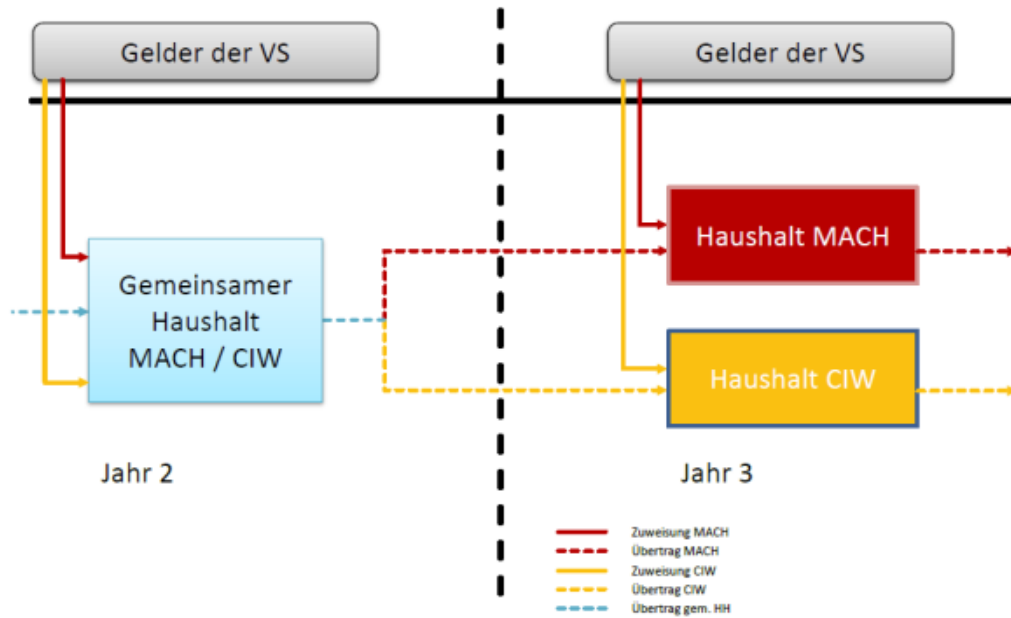 Gelder der VS
Gelder der VS
Gemeinsamer
Haushalt
MACH / CIW
Haushalt MACH
Haushalt CIW
Jahr 2
Jahr 3
Zuweisung MACH
Übertrag MACH
Zuweisung CIW
Übertrag CIW
Übertrag gem. HH